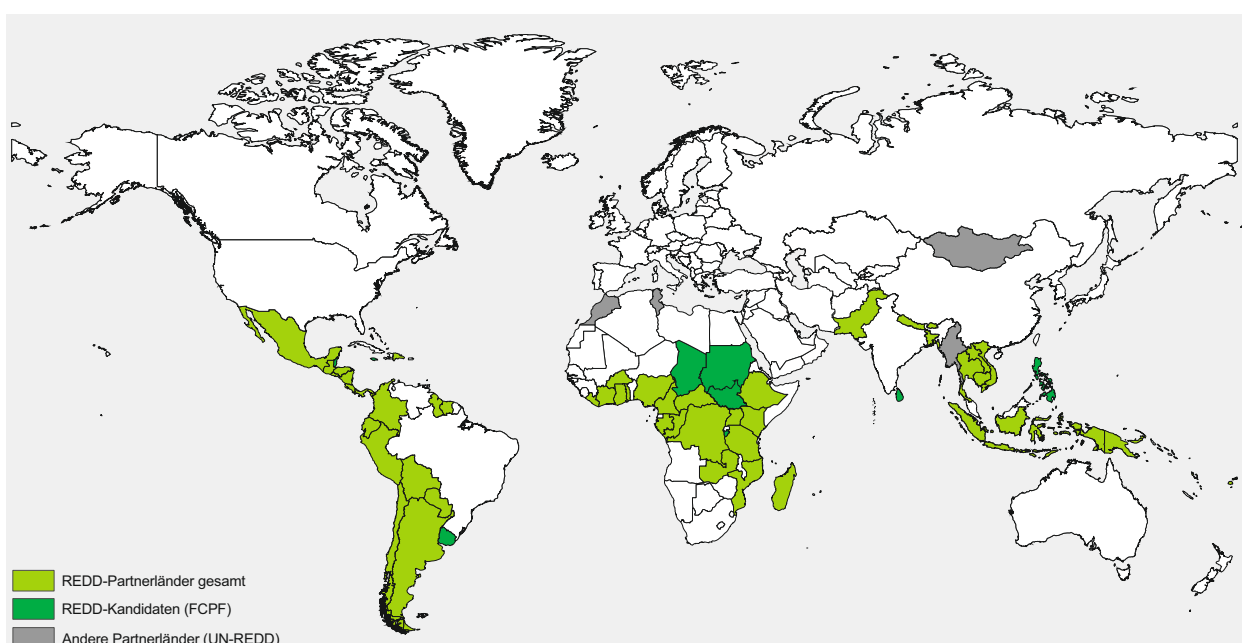 REDD-Partnerländer gesamt
REDD-Kandidaten (FCPF)
Andere Partnerländer (UN-REDD)